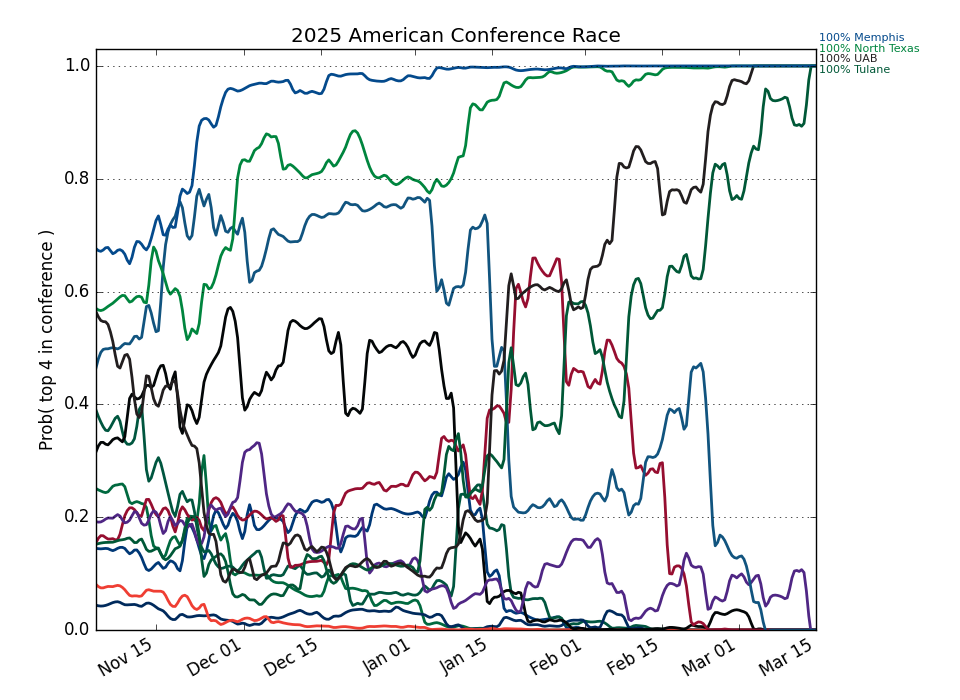 2025 American Conference Race
100% Memphis
100% North Texas
100% UAB
100% Tulane
Prob( top 4 in conference )
1.0
0.8
0.6
0.4
0.2
0.0
Nov 15
Dec 01
Dec 15
Jan 01
Jan 15
Feb 01
Feb 15
Mar 01
Mar 15